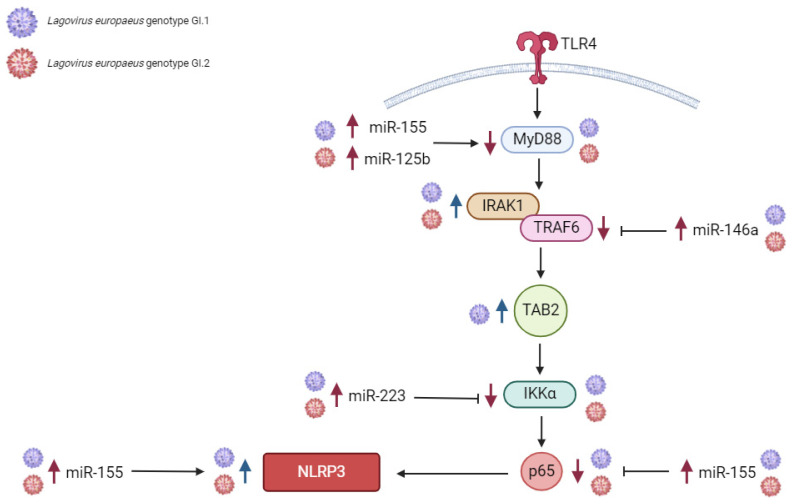 Lagovirus europaeus genotype GI.1
Lagovirus europaeus genotype GI.2
TLR4
miR-155
miR-125b
MyD88
IRAK1
TRAF6
miR-146a
TAB2
miR-223
IKKα
miR-155
NLRP3
p65
miR-155